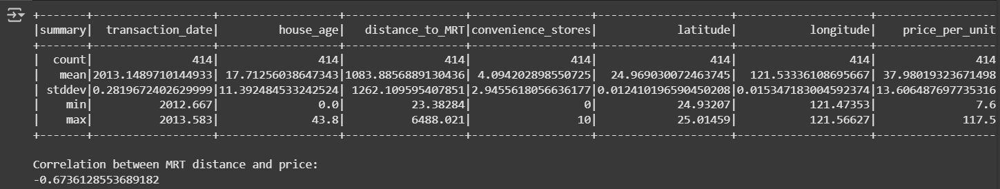 +-------+------------------+------------------+------------------+------------------+--------------------+--------------------+------------------
|summary|  transaction_date|         house_age|   distance_to_MRT|convenience_stores|            latitude|           longitude|    price_per_unit
+-------+------------------+------------------+------------------+------------------+--------------------+--------------------+------------------
|  count|               414|               414|               414|               414|                 414|                 414|               414
|   mean|2013.1489710144933| 17.71256038647343|1083.8856889130436| 4.094202898550725|  24.969030072463745|  121.53336108695667| 37.98019323671498
| stddev|0.2819672402629999|11.392484533242524| 1262.109595407851|2.9455618056636177|0.012410196590450208|0.015347183004592374|13.606487697735316
|    min|          2012.667|               0.0|          23.38284|                 0|            24.93207|           121.47353|               7.6
|    max|          2013.583|              43.8|          6488.021|                10|            25.01459|           121.56627|             117.5
+-------+------------------+------------------+------------------+------------------+--------------------+--------------------+------------------
Correlation between MRT distance and price:
-0.6736128553689182